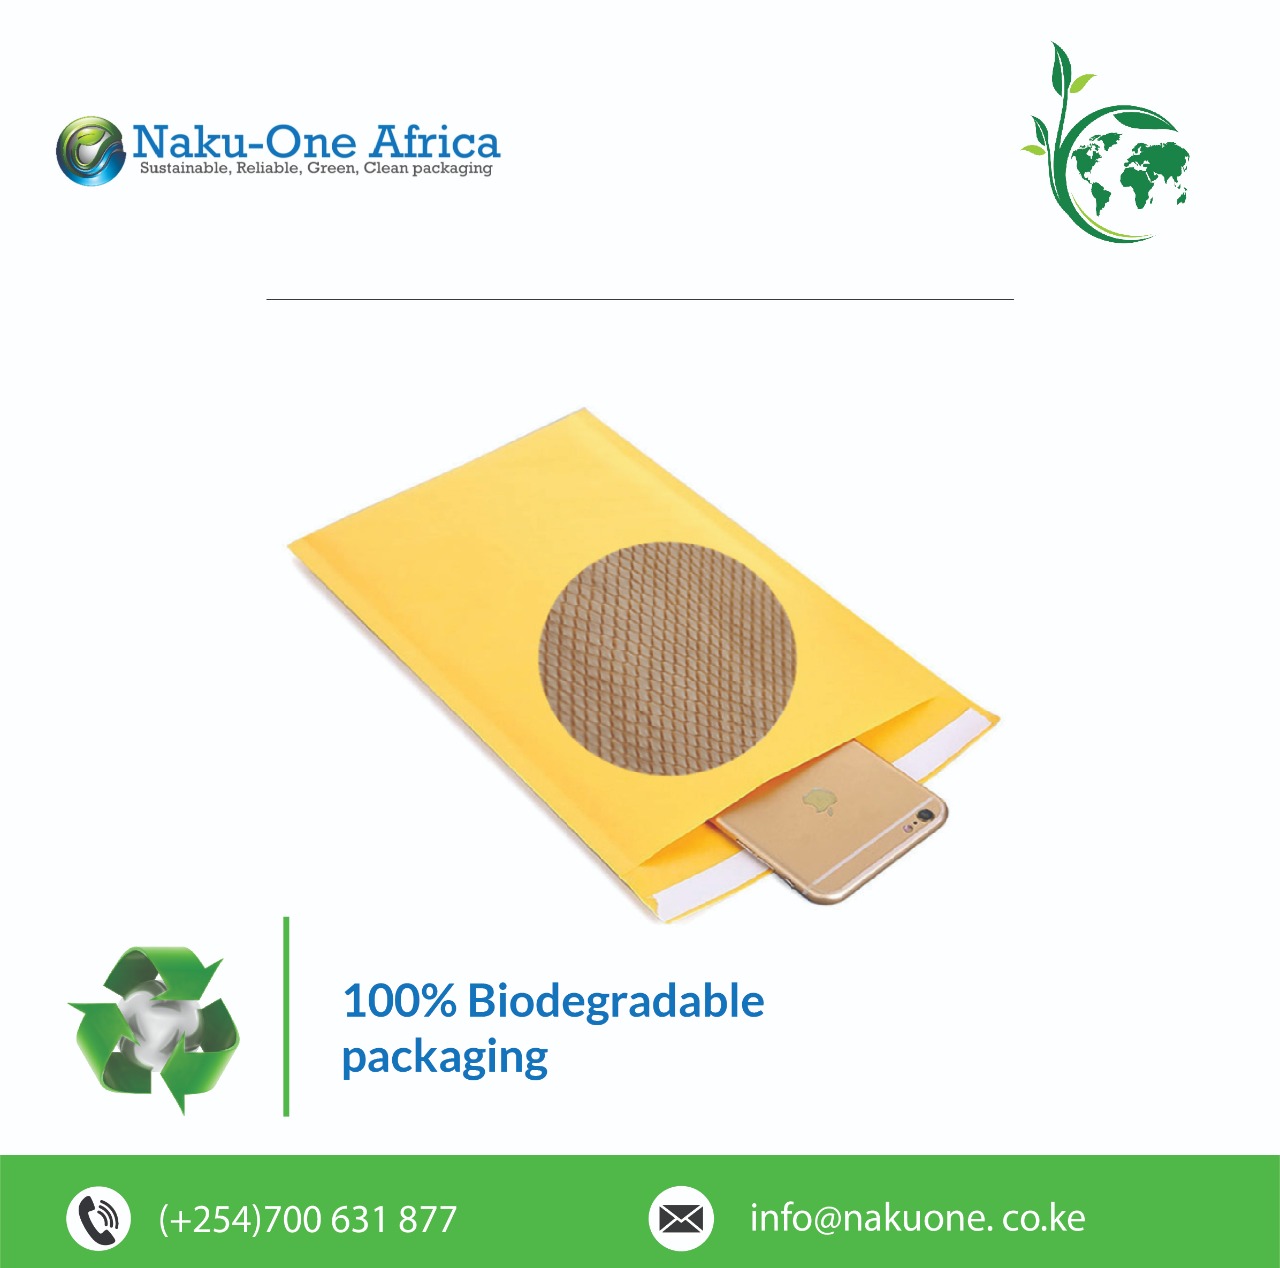 Naku-One Africa
Sustainable, Reliable, Green, Clean packaging
100% Biodegradable
packaging
(+254)700 631 877
info@nakuone. co.ke